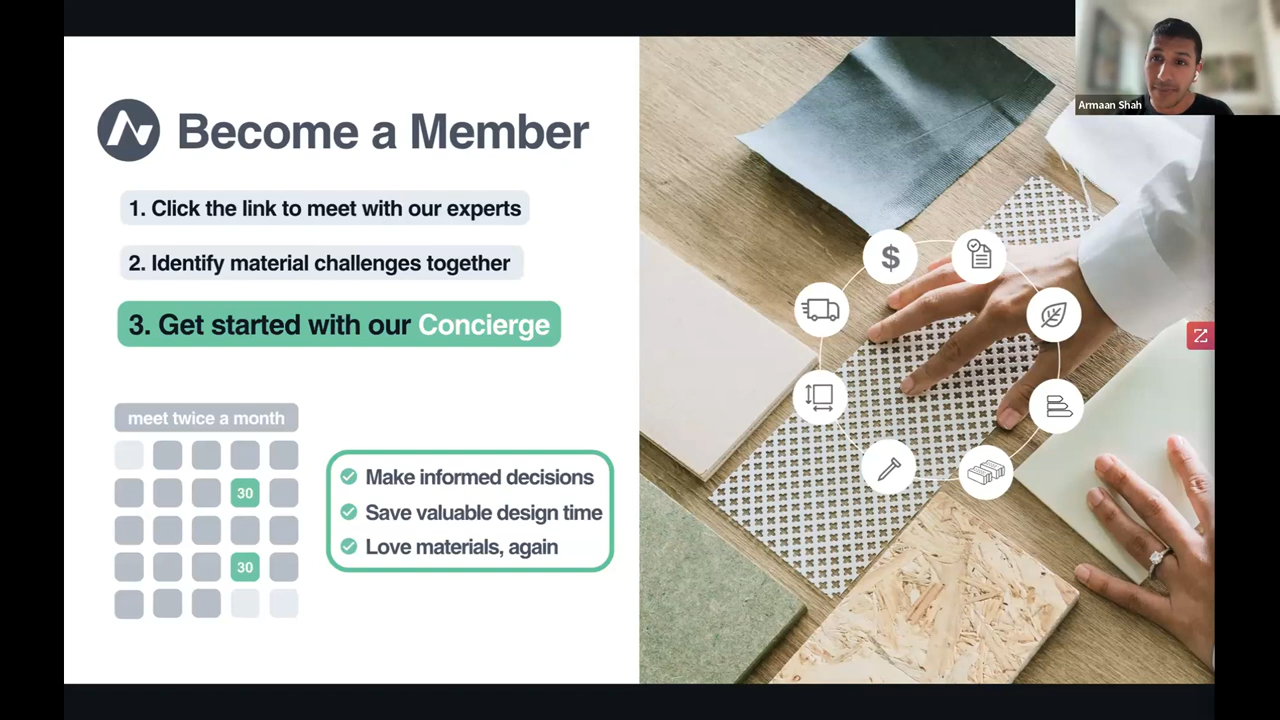 Become a Member
1. Click the link to meet with our experts
2. Identify material challenges together
3. Get started with our Concierge
meet twice a month
30
30
Make informed decisions
Save valuable design time
Love materials, again
$
Armaan Shah